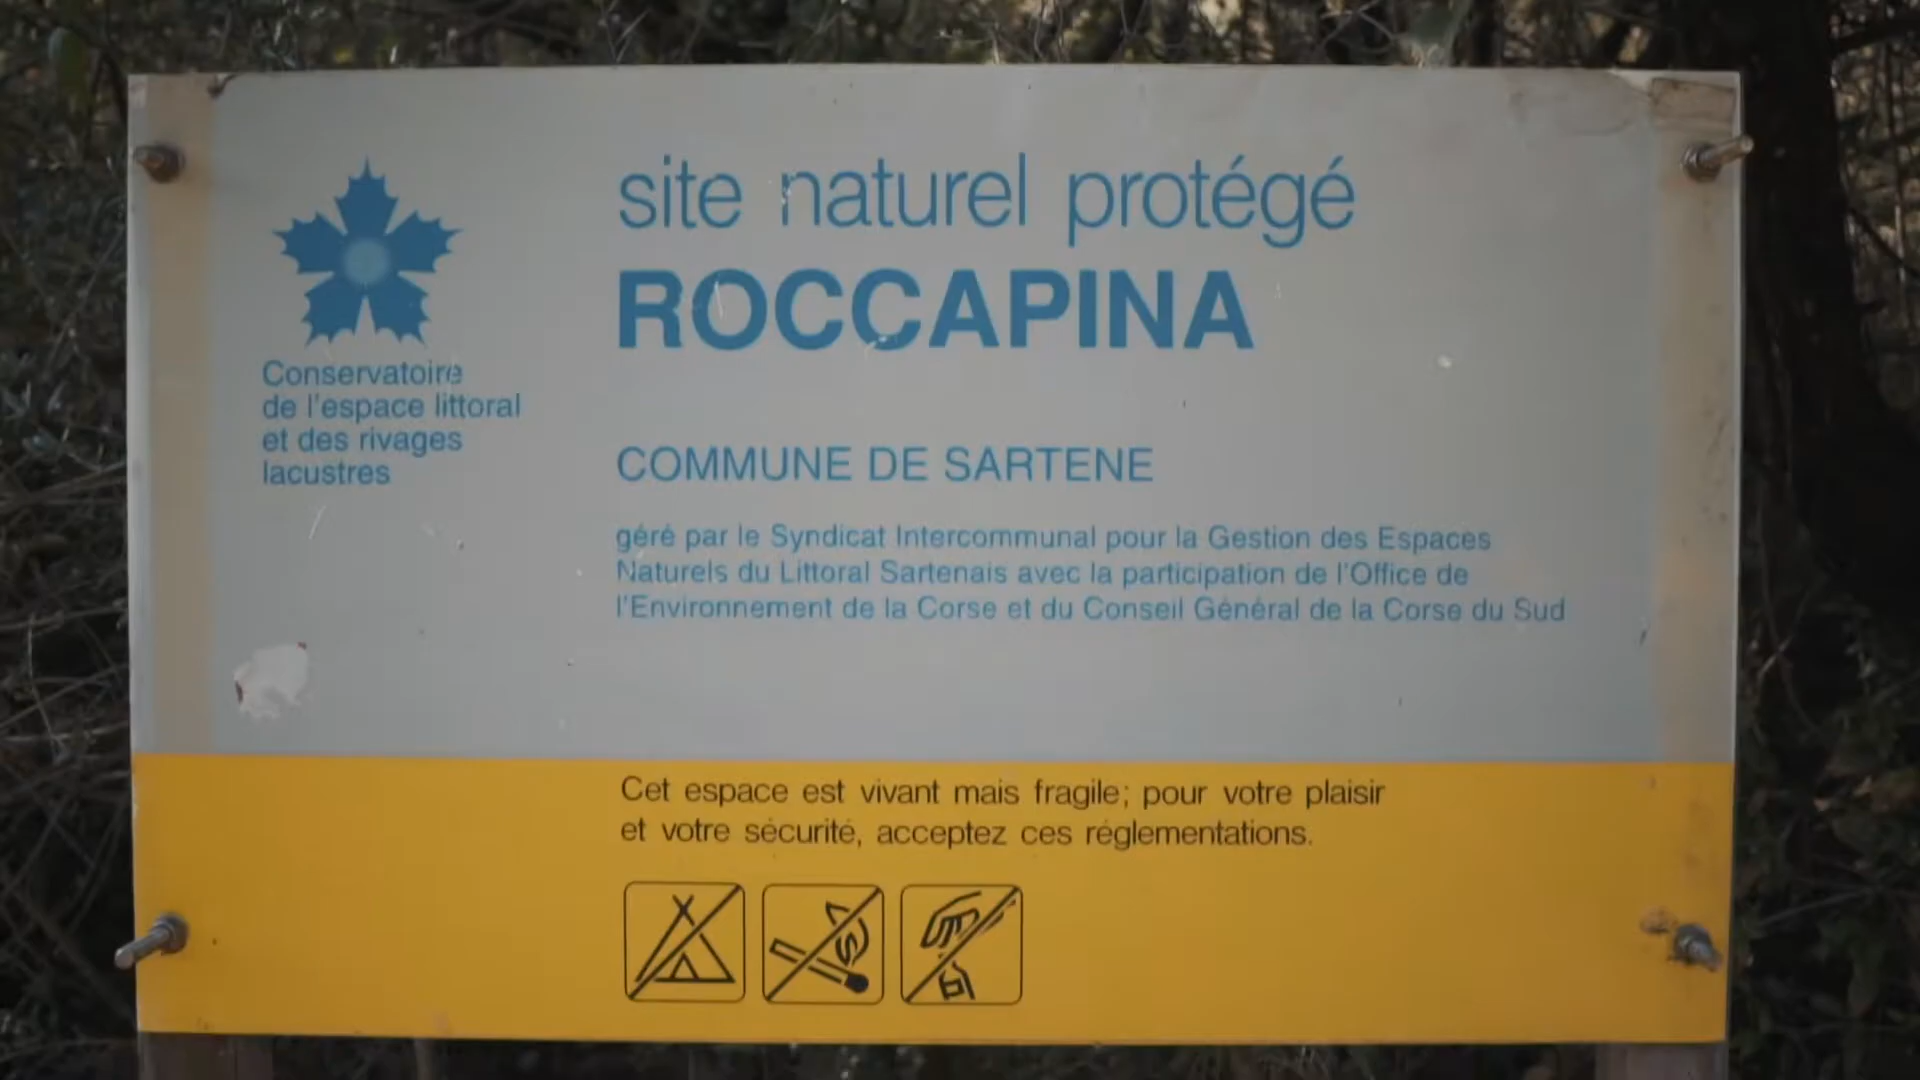 site naturel protégé
ROCCAPINA
Conservatoire
de l'espace littoral
et des rivages
lacustres
COMMUNE DE SARTENE
géré par le Syndicat Intercommunal pour la Gestion des Espaces
Naturels du Littoral Sartenais avec la participation de l'Office de
l'Environnement de la Corse et du Conseil Général de la Corse du Sud
Cet espace est vivant mais fragile; pour votre plaisir
et votre sécurité, acceptez ces réglementations.